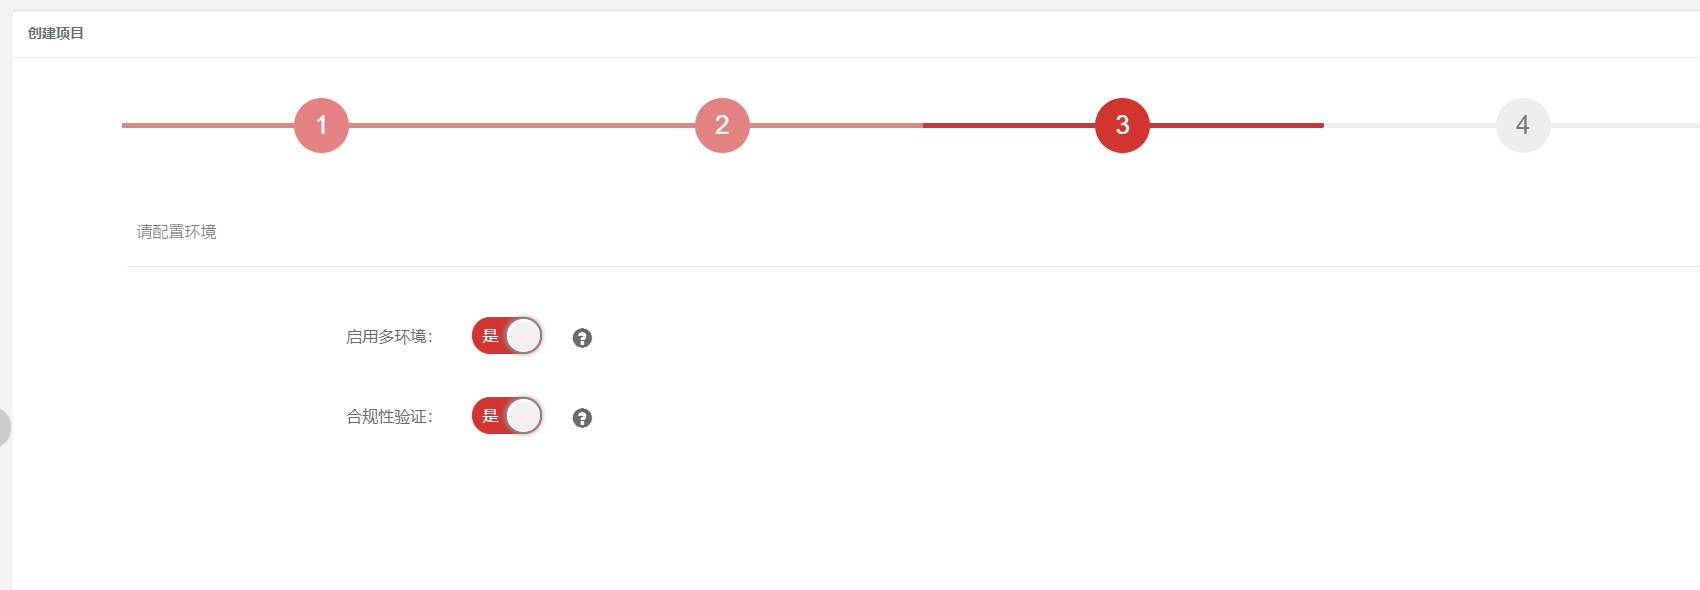 创建项目
1 2 3 4
请配置环境
启用多环境： 是 ?
合规性验证： 是 ?